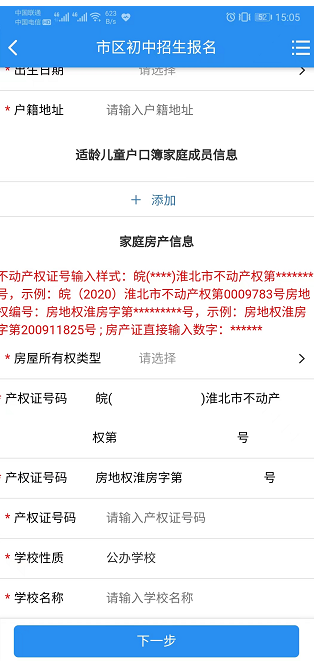 中国联通
中国电信 HD 4G 4G 623 B/s 57 15:05
市区初中招生报名
* 出生日期 请选择
* 户籍地址 请输入户籍地址
适龄儿童户口簿家庭成员信息
+ 添加
家庭房产信息
不动产权证号输入样式：皖(****)淮北市不动产权第*******
号，示例：皖（2020）淮北市不动产权第0009783号房地
权编号：房地权淮房字第*********号，示例：房地权淮房
字第200911825号 ; 房产证直接输入数字：******
* 房屋所有权类型 请选择
* 产权证号码 皖( )淮北市不动产
权第 号
* 产权证号码 房地权淮房字第 号
* 产权证号码 请输入产权证号码
* 学校性质 公办学校
* 学校名称 请输入学校名称
下一步